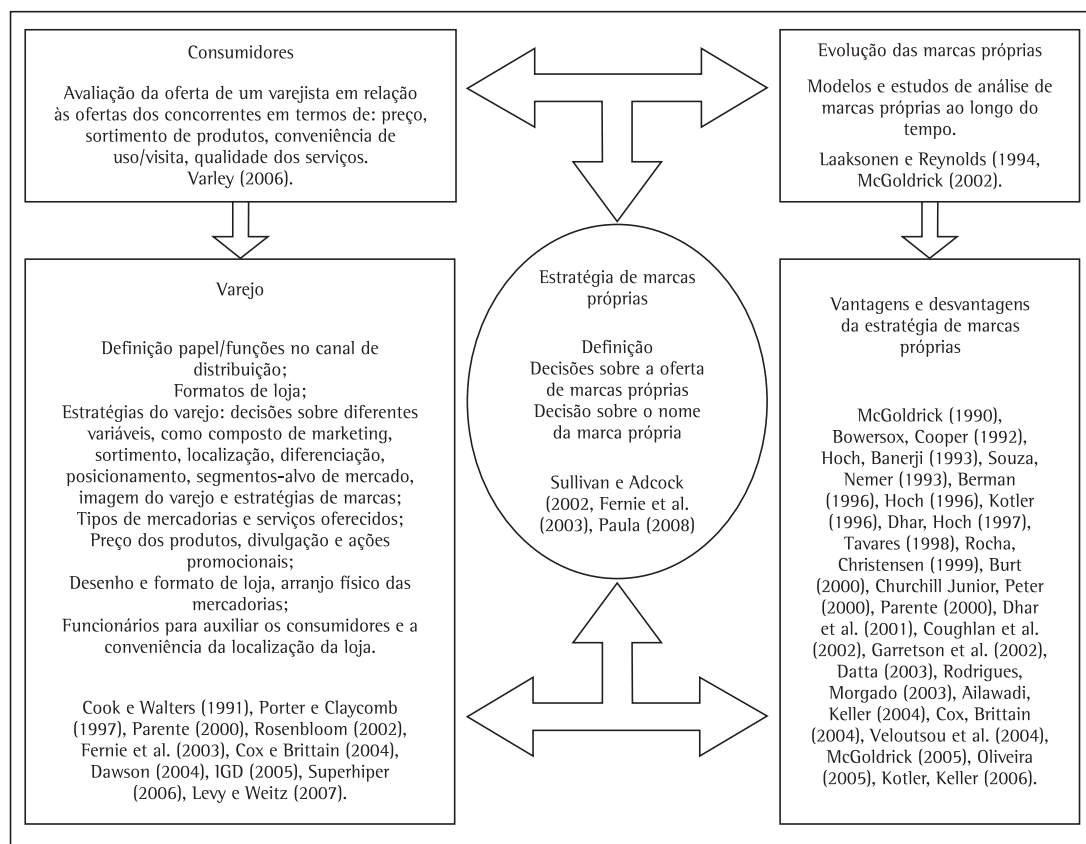 Consumidores
Avaliação da oferta de um varejista em relação
às ofertas dos concorrentes em termos de: preço,
sortimento de produtos, conveniência de
uso/visita, qualidade dos serviços.
Varley (2006).
Evolução das marcas próprias
Modelos e estudos de análise de
marcas próprias ao longo do
tempo.
Laaksonen e Reynolds (1994,
McGoldrick (2002).
Varejo
Definição papel/funções no canal de
distribuição;
Formatos de loja;
Estratégias do varejo: decisões sobre diferentes
variáveis, como composto de marketing,
sortimento, localização, diferenciação,
posicionamento, segmentos-alvo de mercado,
imagem do varejo e estratégias de marcas;
Tipos de mercadorias e serviços oferecidos;
Preço dos produtos, divulgação e ações
promocionais;
Desenho e formato de loja, arranjo físico das
mercadorias;
Funcionários para auxiliar os consumidores e a
conveniência da localização da loja.
Cook e Walters (1991), Porter e Claycomb
(1997), Parente (2000), Rosenbloom (2002),
Fernie et al. (2003), Cox e Brittain (2004),
Dawson (2004), IGD (2005), Superhiper
(2006), Levy e Weitz (2007).
Estratégia de marcas
próprias
Definição
Decisões sobre a oferta
de marcas próprias
Decisão sobre o nome
da marca própria
Sullivan e Adcock
(2002, Fernie et al.
(2003), Paula (2008)
Vantagens e desvantagens
da estratégia de marcas
próprias
McGoldrick (1990),
Bowersox, Cooper (1992),
Hoch, Banerji (1993), Souza,
Nemer (1993), Berman
(1996), Hoch (1996), Kotler
(1996), Dhar, Hoch (1997),
Tavares (1998), Rocha,
Christensen (1999), Burt
(2000), Churchill Junior, Peter
(2000), Parente (2000), Dhar
et al. (2001), Coughlan et al.
(2002), Garretson et al. (2002),
Datta (2003), Rodrigues,
Morgado (2003), Ailawadi,
Keller (2004), Cox, Brittain
(2004), Veloutsou et al. (2004),
McGoldrick (2005), Oliveira
(2005), Kotler, Keller (2006).